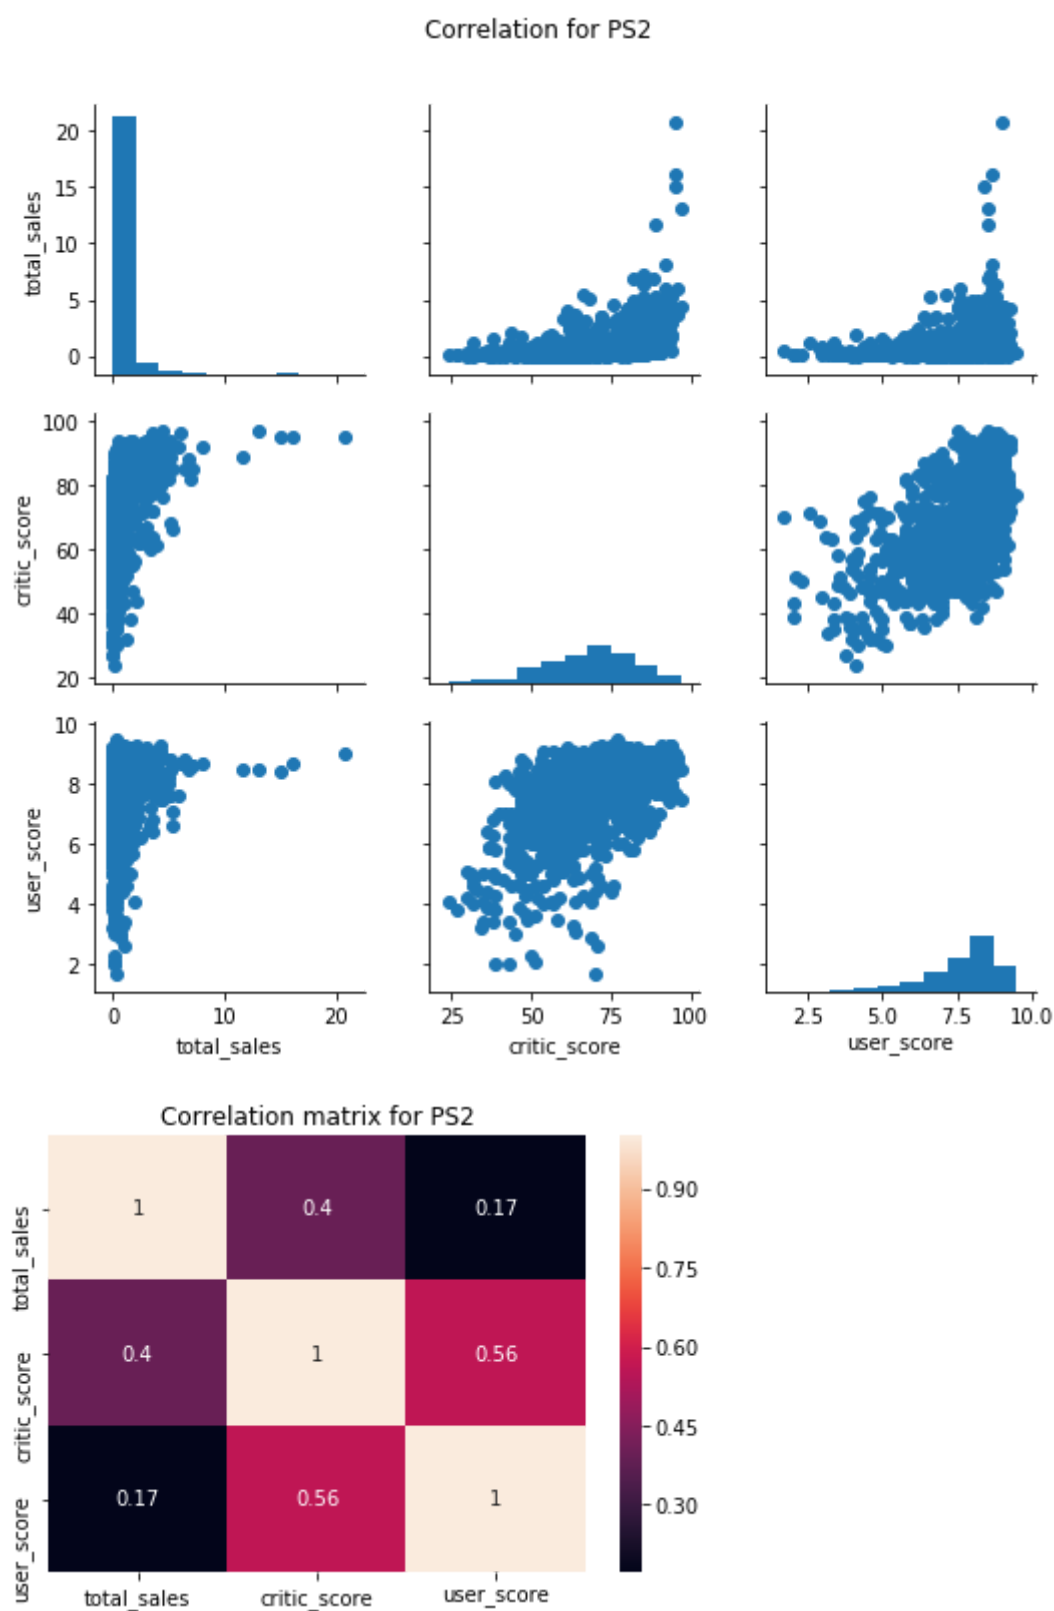 Correlation for PS2
20
15
10
5
0
total_sales
100
80
60
40
20
critic_score
10
8
6
4
2
user_score
0 10 20 25 50 75 100 2.5 5.0 7.5 10.0
total_sales critic_score user_score
Correlation matrix for PS2
1 0.4 0.17
0.4 1 0.56
0.17 0.56 1
total_sales
critic_score
user_score
0.90
0.75
0.60
0.45
0.30
total_sales critic_score user_score